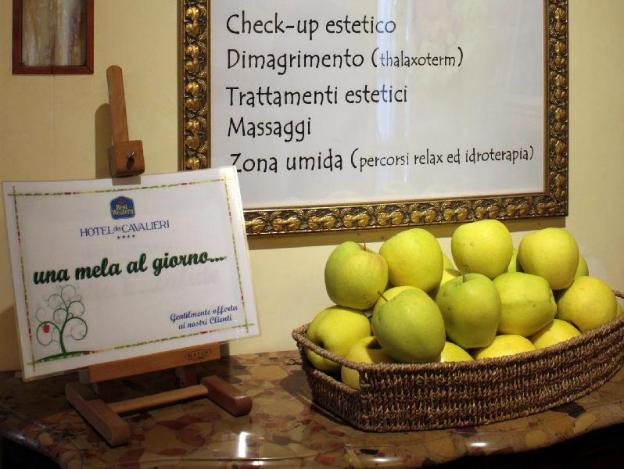 Check-up estetico
Dimagrimento (thalaxoterm)
Trattamenti estetici
Massaggi
Zona umida (percorsi relax ed idroterapia)
Best
Western
HOTEL dei CAVALIERI
★★★★
una mela al giorno...
Gentilmente offerta
ai nostri Clienti